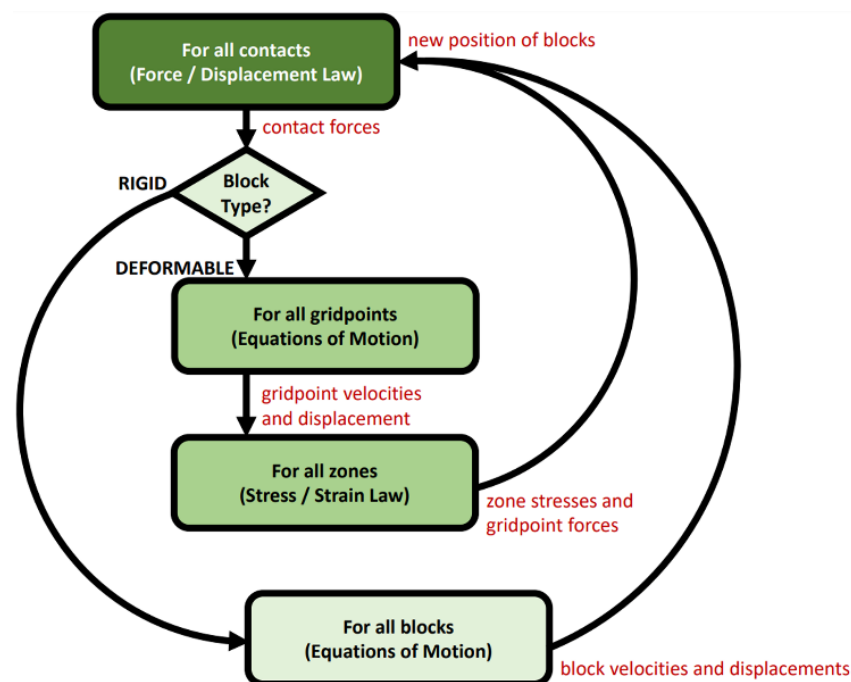 For all contacts
(Force / Displacement Law)
new position of blocks
contact forces
RIGID
Block
Type?
DEFORMABLE
For all gridpoints
(Equations of Motion)
gridpoint velocities
and displacement
For all zones
(Stress / Strain Law)
zone stresses and
gridpoint forces
For all blocks
(Equations of Motion)
block velocities and displacements